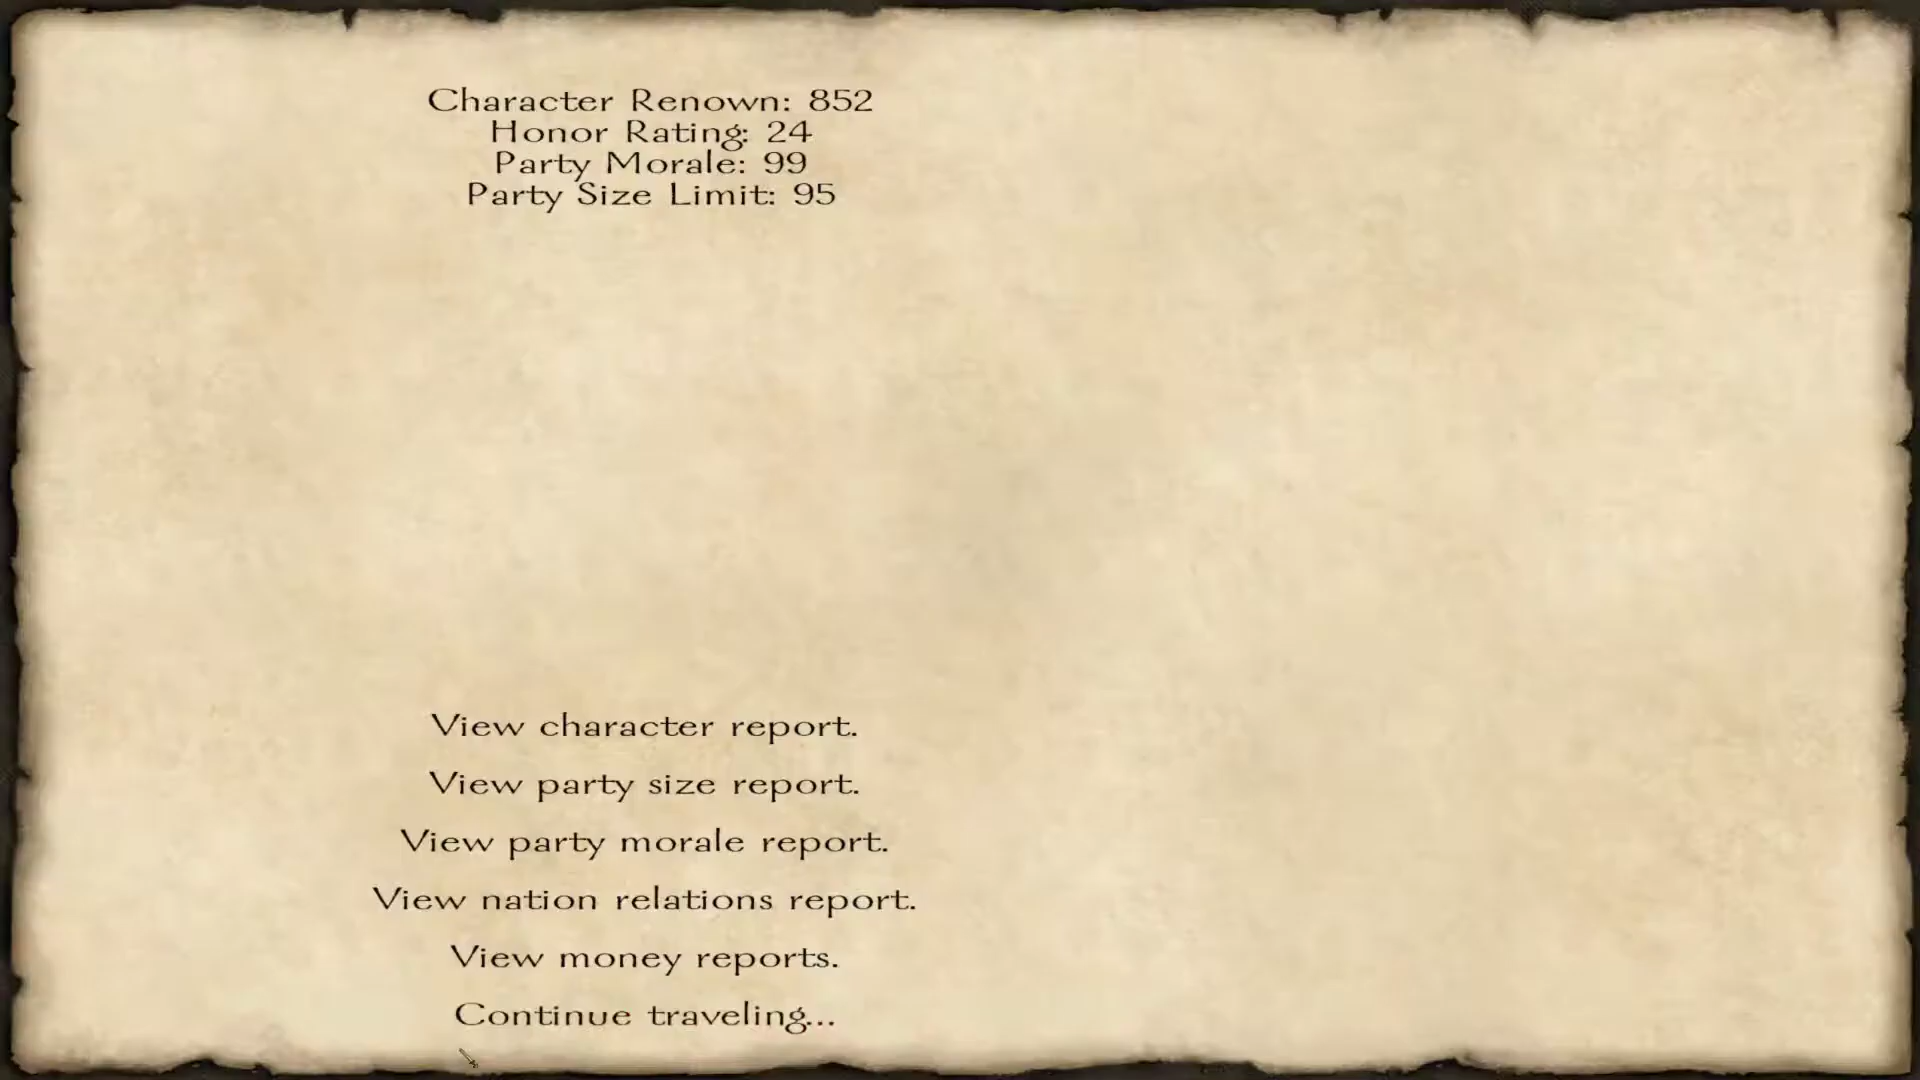 Character Renown: 852
Honor Rating: 24
Party Morale: 99
Party Size Limit: 95
View character report.
View party size report.
View party morale report.
View nation relations report.
View money reports.
Continue traveling...